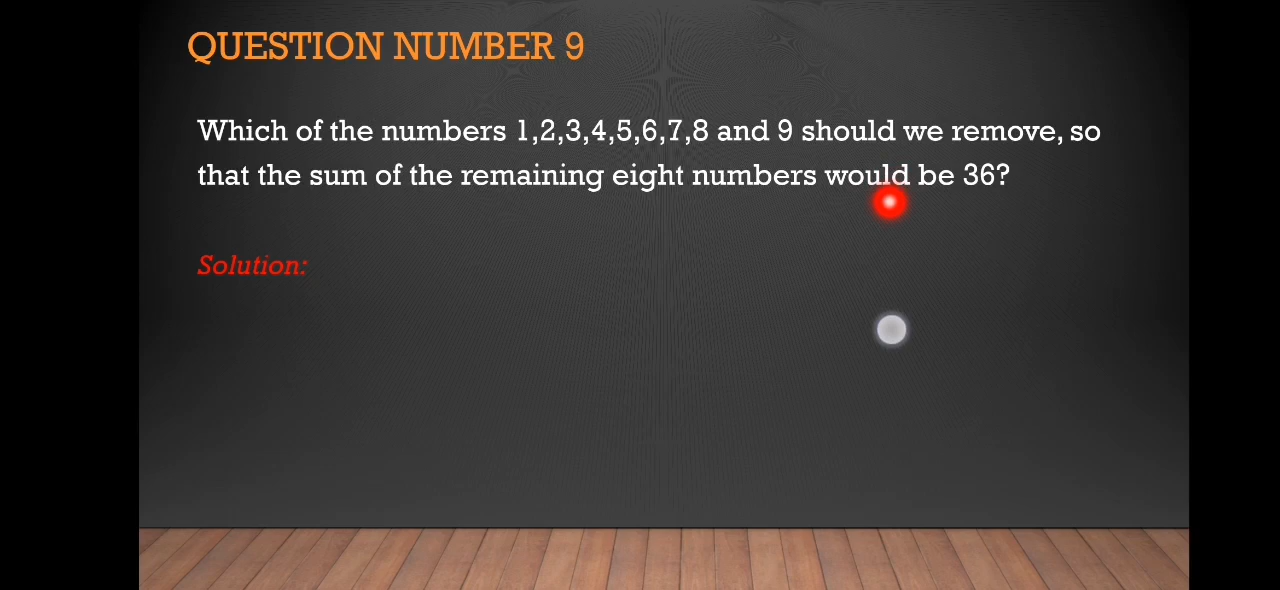 QUESTION NUMBER 9
Which of the numbers 1,2,3,4,5,6,7,8 and 9 should we remove, so
that the sum of the remaining eight numbers would be 36?
Solution: